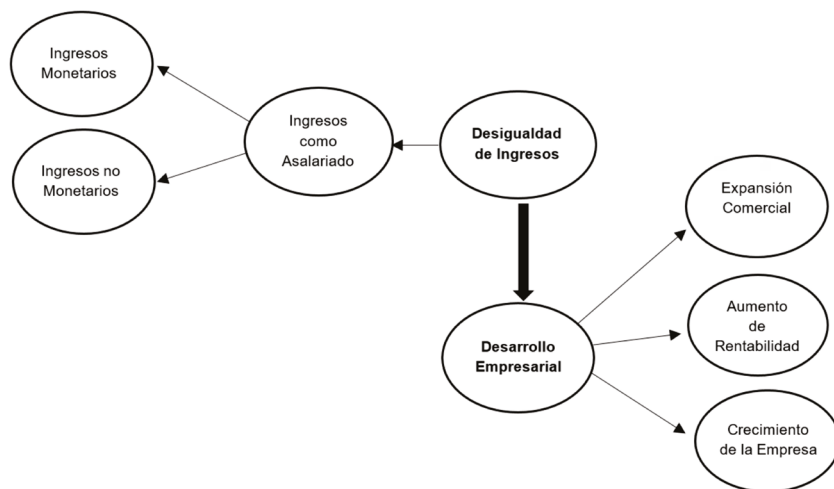 Ingresos
Monetarios
Ingresos no
Monetarios
Ingresos
como
Asalariado
Desigualdad
de Ingresos
Desarrollo
Empresarial
Expansión
Comercial
Aumento
de
Rentabilidad
Crecimiento
de la Empresa